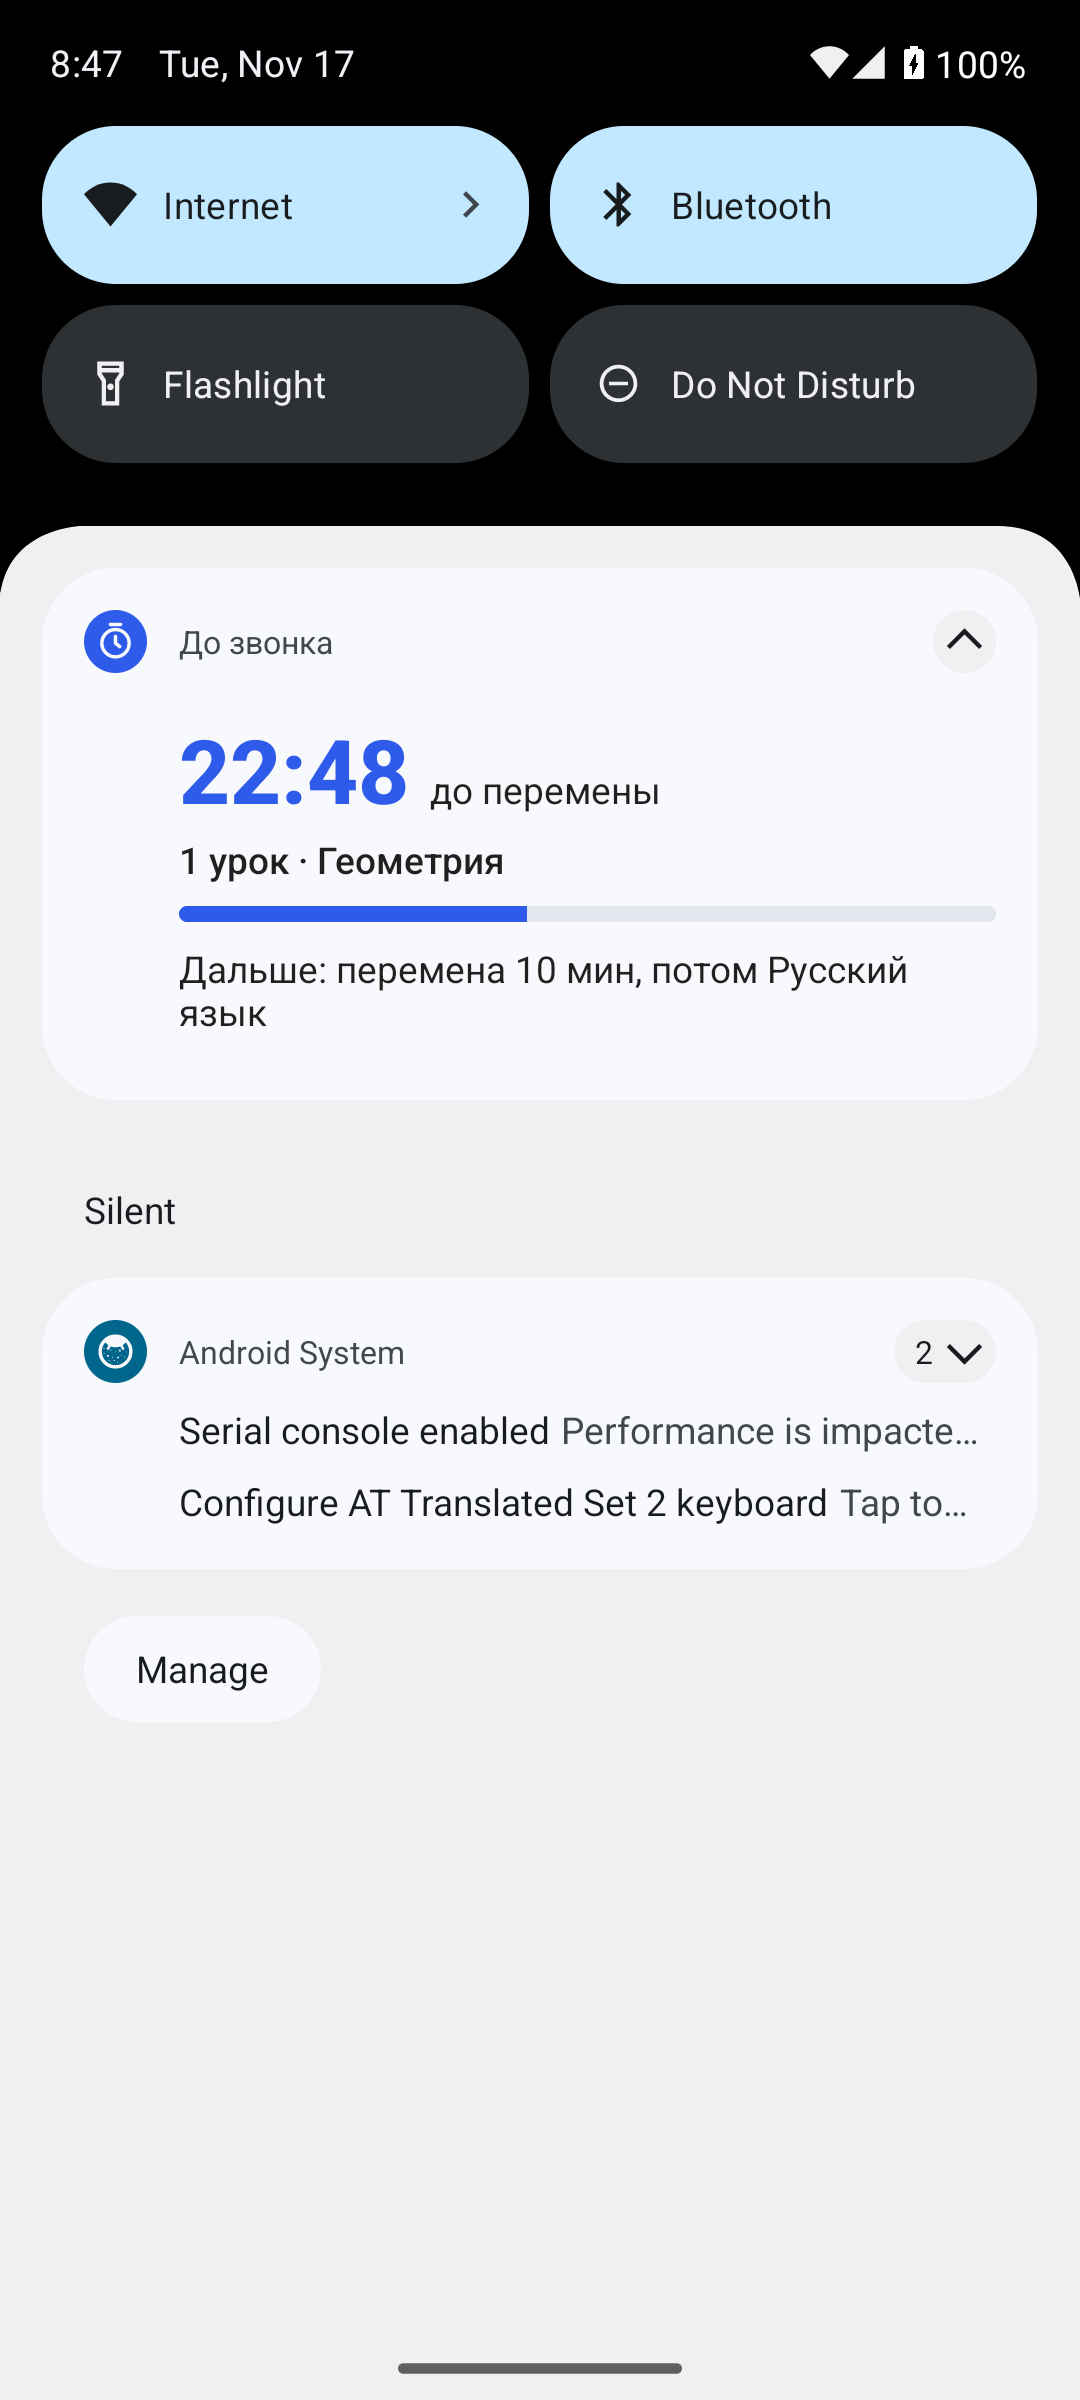 8:47 Tue, Nov 17 100%
Internet Bluetooth
Flashlight Do Not Disturb
До звонка
22:48 до перемены
1 урок · Геометрия
Дальше: перемена 10 мин, потом Русский
язык
Silent
Android System 2
Serial console enabled Performance is impacte…
Configure AT Translated Set 2 keyboard Tap to…
Manage